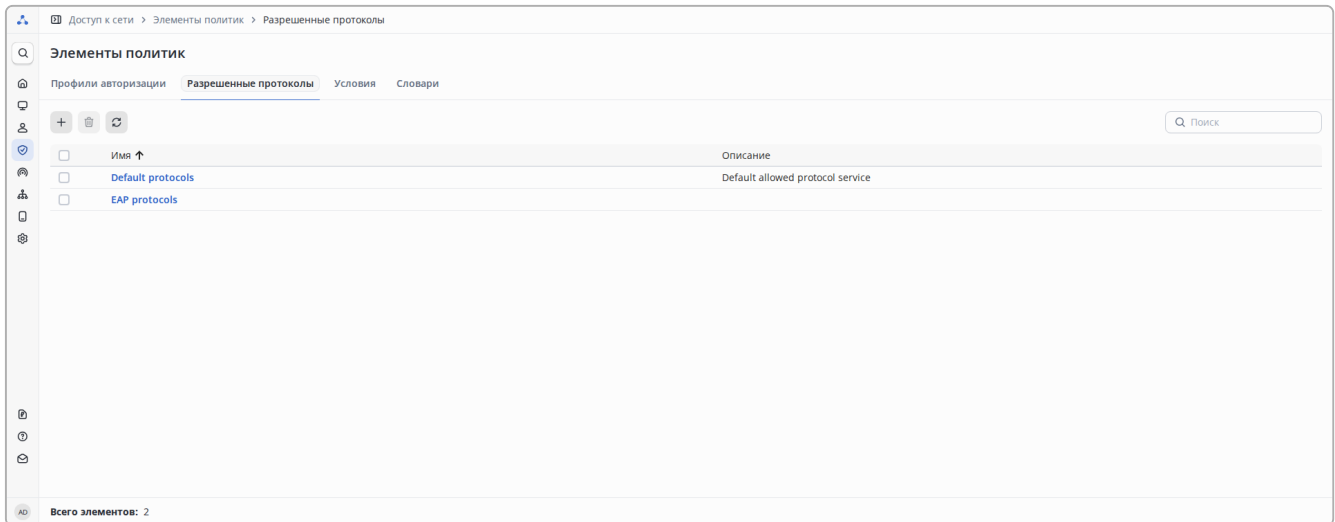 Доступ к сети > Элементы политик > Разрешенные протоколы
Элементы политик
Профили авторизации Разрешенные протоколы Условия Словари
Поиск
Имя Описание
Default protocols Default allowed protocol service
EAP protocols
AD Всего элементов: 2